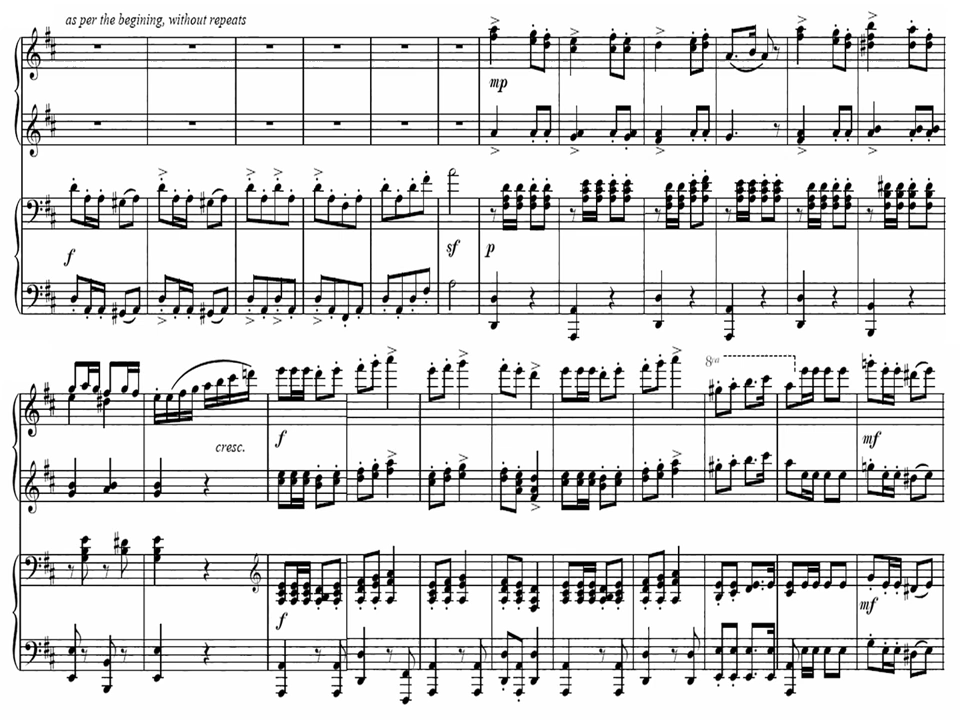 as per the begining, without repeats
mp
f
sf
p
8va
cresc.
f
mf
f
mf